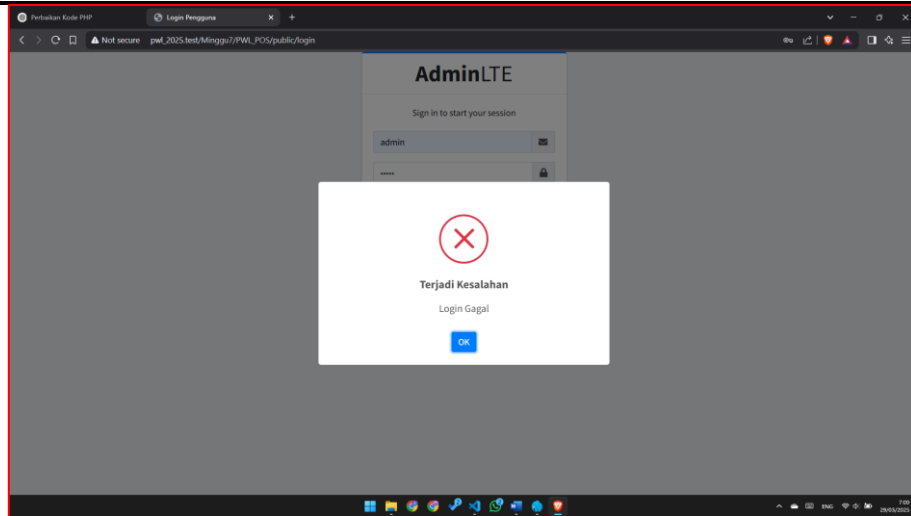 Perbaikan Kode PHP
Login Pengguna
Not secure pwl_2025.test/Minggu7/PWL_POS/public/login
AdminLTE
Sign in to start your session
admin
Terjadi Kesalahan
Login Gagal
OK
ENG
7:00
29/03/2025